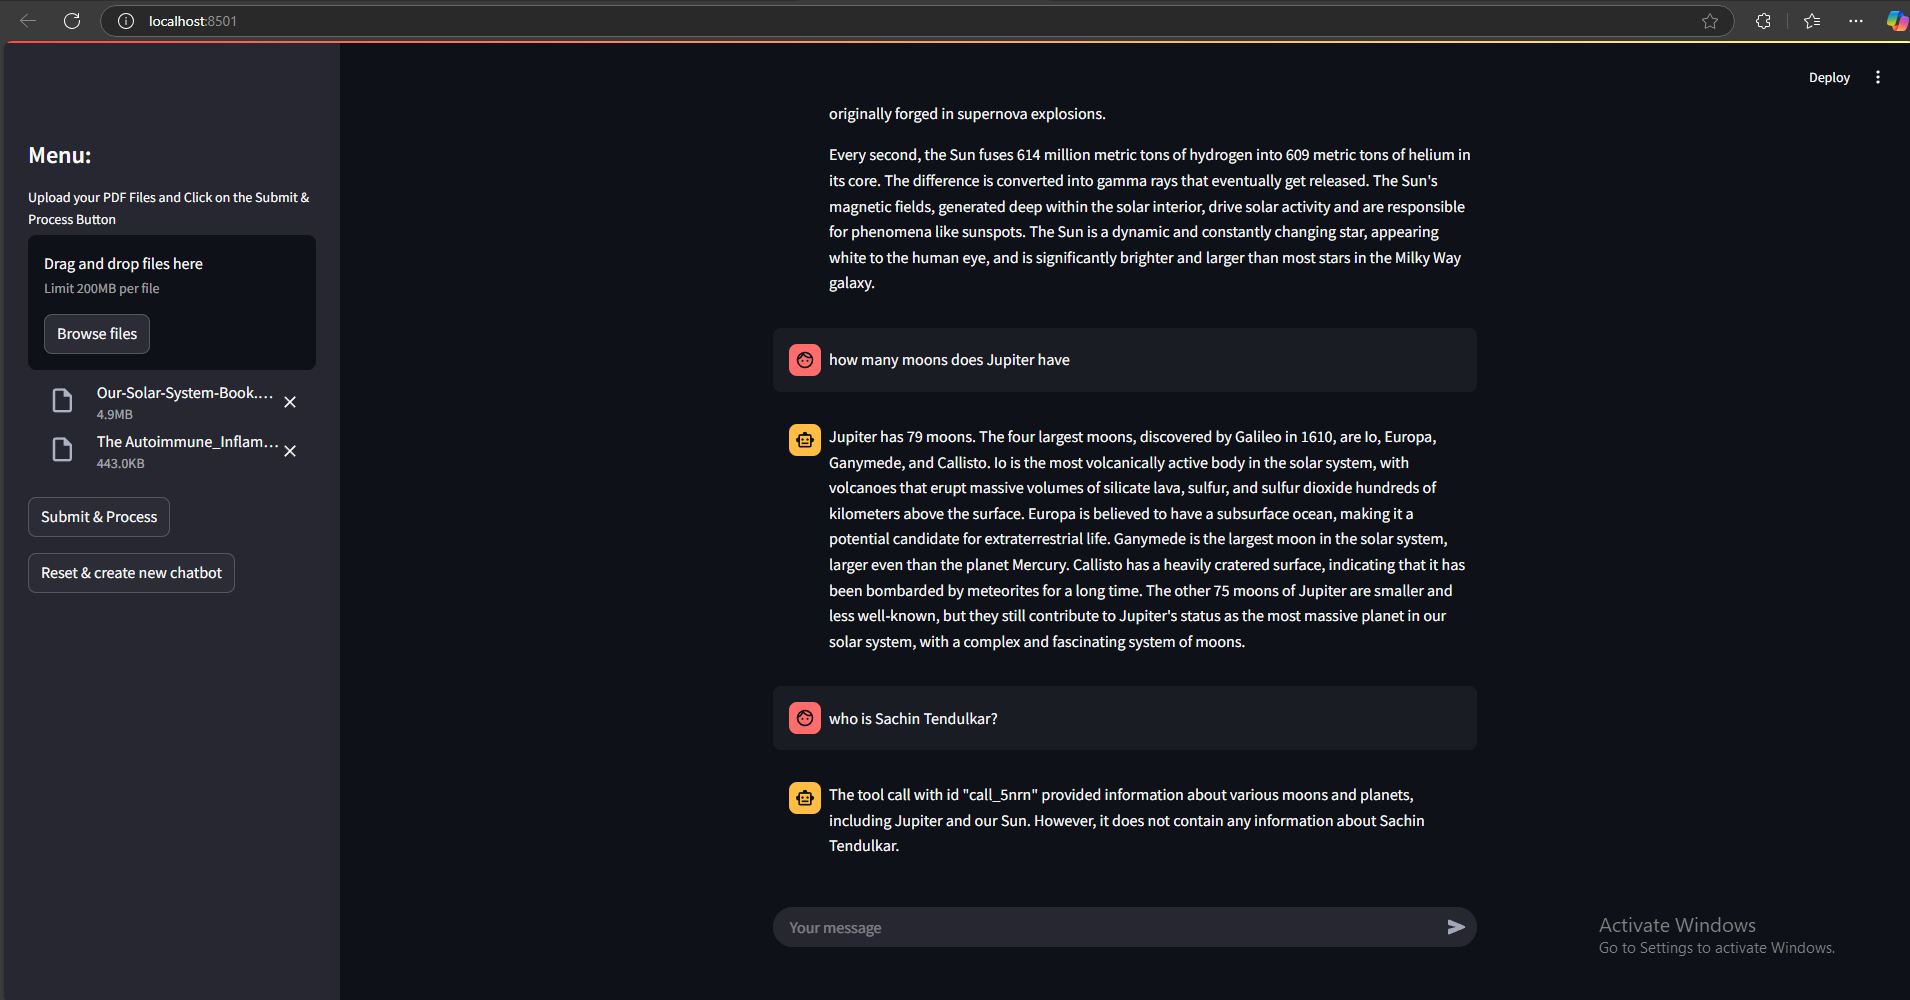 localhost:8501
Deploy
Menu:
Upload your PDF Files and Click on the Submit &
Process Button
Drag and drop files here
Limit 200MB per file
Browse files
Our-Solar-System-Book....
4.9MB
The Autoimmune_Inflam...
443.0KB
Submit & Process
Reset & create new chatbot
originally forged in supernova explosions.
Every second, the Sun fuses 614 million metric tons of hydrogen into 609 metric tons of helium in
its core. The difference is converted into gamma rays that eventually get released. The Sun's
magnetic fields, generated deep within the solar interior, drive solar activity and are responsible
for phenomena like sunspots. The Sun is a dynamic and constantly changing star, appearing
white to the human eye, and is significantly brighter and larger than most stars in the Milky Way
galaxy.
how many moons does Jupiter have
Jupiter has 79 moons. The four largest moons, discovered by Galileo in 1610, are Io, Europa,
Ganymede, and Callisto. Io is the most volcanically active body in the solar system, with
volcanoes that erupt massive volumes of silicate lava, sulfur, and sulfur dioxide hundreds of
kilometers above the surface. Europa is believed to have a subsurface ocean, making it a
potential candidate for extraterrestrial life. Ganymede is the largest moon in the solar system,
larger even than the planet Mercury. Callisto has a heavily cratered surface, indicating that it has
been bombarded by meteorites for a long time. The other 75 moons of Jupiter are smaller and
less well-known, but they still contribute to Jupiter's status as the most massive planet in our
solar system, with a complex and fascinating system of moons.
who is Sachin Tendulkar?
The tool call with id "call_5nrn" provided information about various moons and planets,
including Jupiter and our Sun. However, it does not contain any information about Sachin
Tendulkar.
Your message
Activate Windows
Go to Settings to activate Windows.